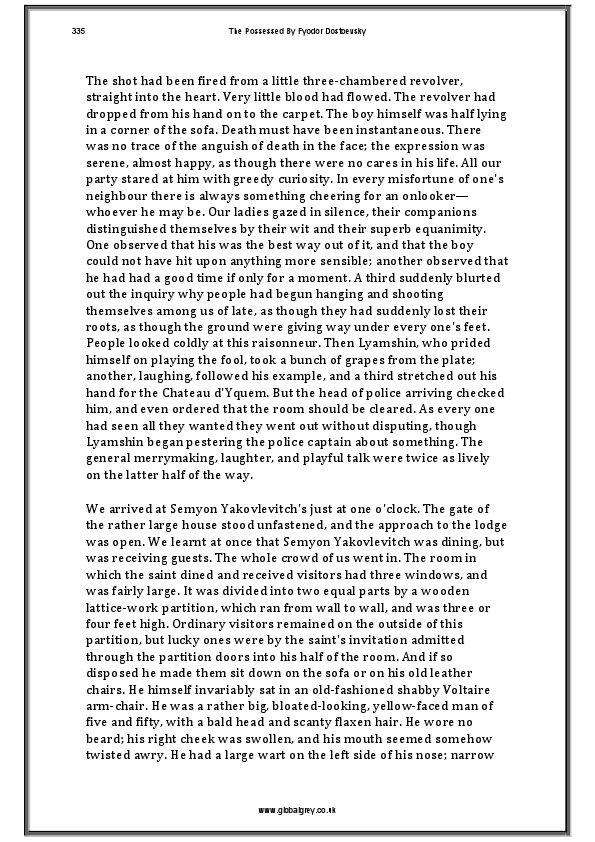 335
The Possessed By Fyodor Dostoevsky
The shot had been fired from a little three-chambered revolver,
straight into the heart. Very little blood had flowed. The revolver had
dropped from his hand on to the carpet. The boy himself was half lying
in a corner of the sofa. Death must have been instantaneous. There
was no trace of the anguish of death in the face; the expression was
serene, almost happy, as though there were no cares in his life. All our
party stared at him with greedy curiosity. In every misfortune of one's
neighbour there is always something cheering for an onlooker—
whoever he may be. Our ladies gazed in silence, their companions
distinguished themselves by their wit and their superb equanimity.
One observed that his was the best way out of it, and that the boy
could not have hit upon anything more sensible; another observed that
he had had a good time if only for a moment. A third suddenly blurted
out the inquiry why people had begun hanging and shooting
themselves among us of late, as though they had suddenly lost their
roots, as though the ground were giving way under every one's feet.
People looked coldly at this raisonneur. Then Lyamshin, who prided
himself on playing the fool, took a bunch of grapes from the plate;
another, laughing, followed his example, and a third stretched out his
hand for the Chateau d'Yquem. But the head of police arriving checked
him, and even ordered that the room should be cleared. As every one
had seen all they wanted they went out without disputing, though
Lyamshin began pestering the police captain about something. The
general merrymaking, laughter, and playful talk were twice as lively
on the latter half of the way.
We arrived at Semyon Yakovlevitch's just at one o'clock. The gate of
the rather large house stood unfastened, and the approach to the lodge
was open. We learnt at once that Semyon Yakovlevitch was dining, but
was receiving guests. The whole crowd of us went in. The room in
which the saint dined and received visitors had three windows, and
was fairly large. It was divided into two equal parts by a wooden
lattice-work partition, which ran from wall to wall, and was three or
four feet high. Ordinary visitors remained on the outside of this
partition, but lucky ones were by the saint's invitation admitted
through the partition doors into his half of the room. And if so
disposed he made them sit down on the sofa or on his old leather
chairs. He himself invariably sat in an old-fashioned shabby Voltaire
arm-chair. He was a rather big, bloated-looking, yellow-faced man of
five and fifty, with a bald head and scanty flaxen hair. He wore no
beard; his right cheek was swollen, and his mouth seemed somehow
twisted awry. He had a large wart on the left side of his nose; narrow
www.globalgrey.co.uk